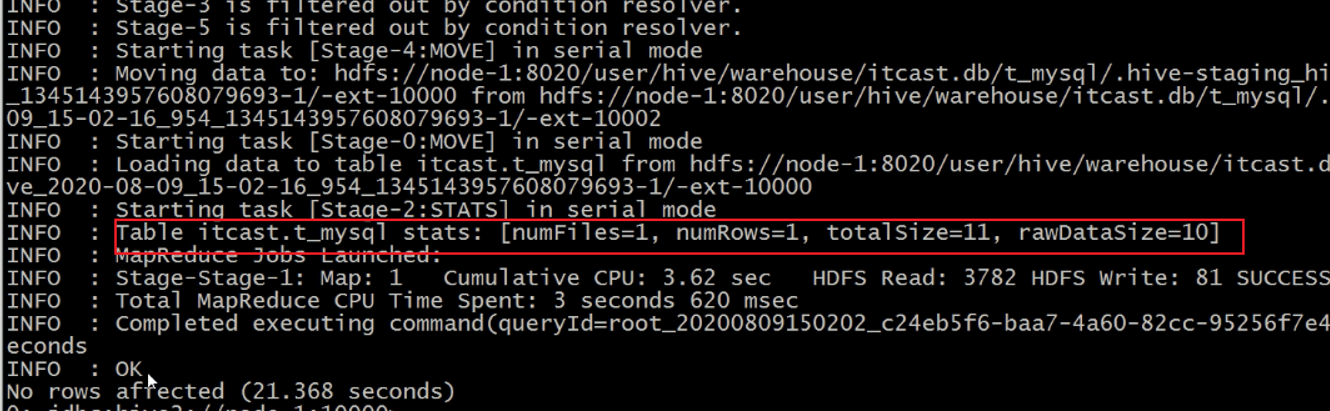 INFO  : Stage-3 is filtered out by condition resolver.
INFO  : Stage-5 is filtered out by condition resolver.
INFO  : Starting task [Stage-4:MOVE] in serial mode
INFO  : Moving data to: hdfs://node-1:8020/user/hive/warehouse/itcast.db/t_mysql/.hive-staging_hi
_1345143957608079693-1/-ext-10000 from hdfs://node-1:8020/user/hive/warehouse/itcast.db/t_mysql/.
09_15-02-16_954_1345143957608079693-1/-ext-10002
INFO  : Starting task [Stage-0:MOVE] in serial mode
INFO  : Loading data to table itcast.t_mysql from hdfs://node-1:8020/user/hive/warehouse/itcast.d
ve_2020-08-09_15-02-16_954_1345143957608079693-1/-ext-10000
INFO  : Starting task [Stage-2:STATS] in serial mode
INFO  : Table itcast.t_mysql stats: [numFiles=1, numRows=1, totalSize=11, rawDataSize=10]
INFO  : MapReduce Jobs Launched:
INFO  : Stage-Stage-1: Map: 1   Cumulative CPU: 3.62 sec   HDFS Read: 3782 HDFS Write: 81 SUCCESS
INFO  : Total MapReduce CPU Time Spent: 3 seconds 620 msec
INFO  : Completed executing command(queryId=root_20200809150202_c24eb5f6-baa7-4a60-82cc-95256f7e4
econds
INFO  : OK
No rows affected (21.368 seconds)
0: jdbc:hive2://node-1:10000>